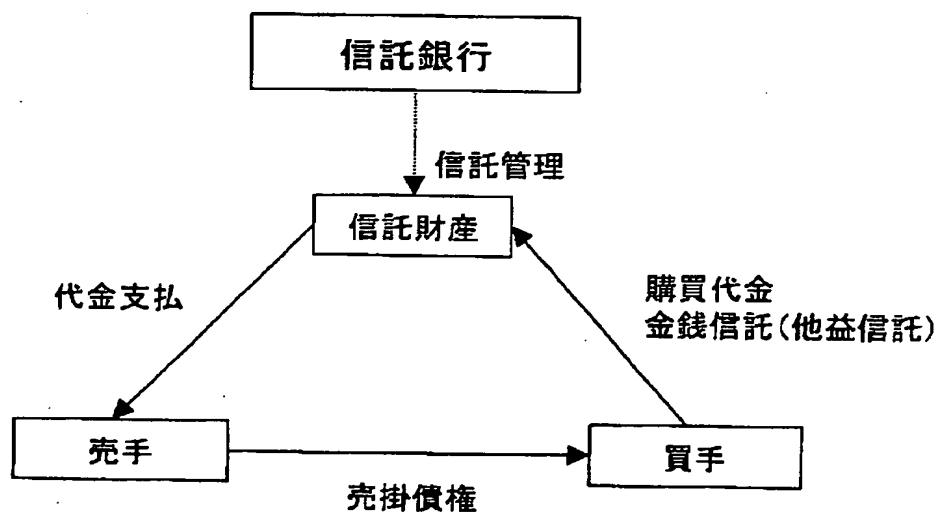 信託銀行
信託管理
信託財産
代金支払
購買代金
金銭信託(他益信託)
売手
買手
売掛債権